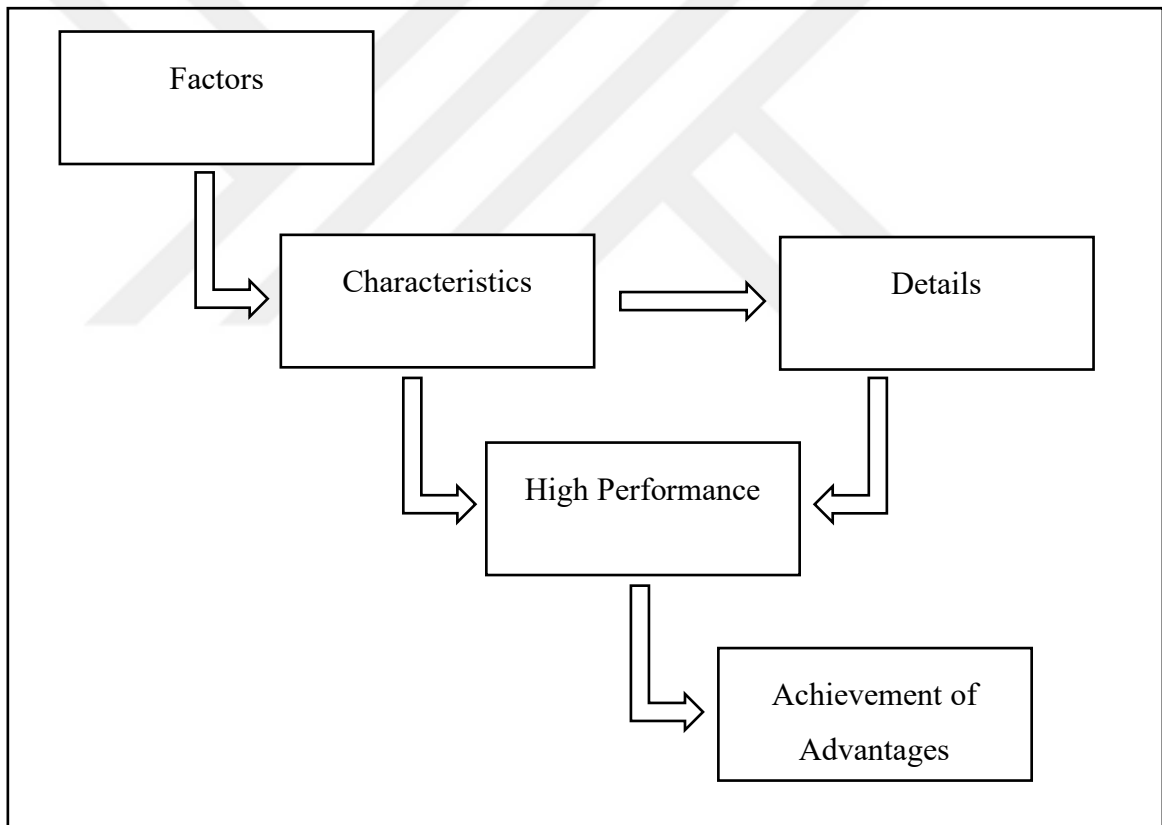 Factors
Characteristics
Details
High Performance
Achievement of
Advantages